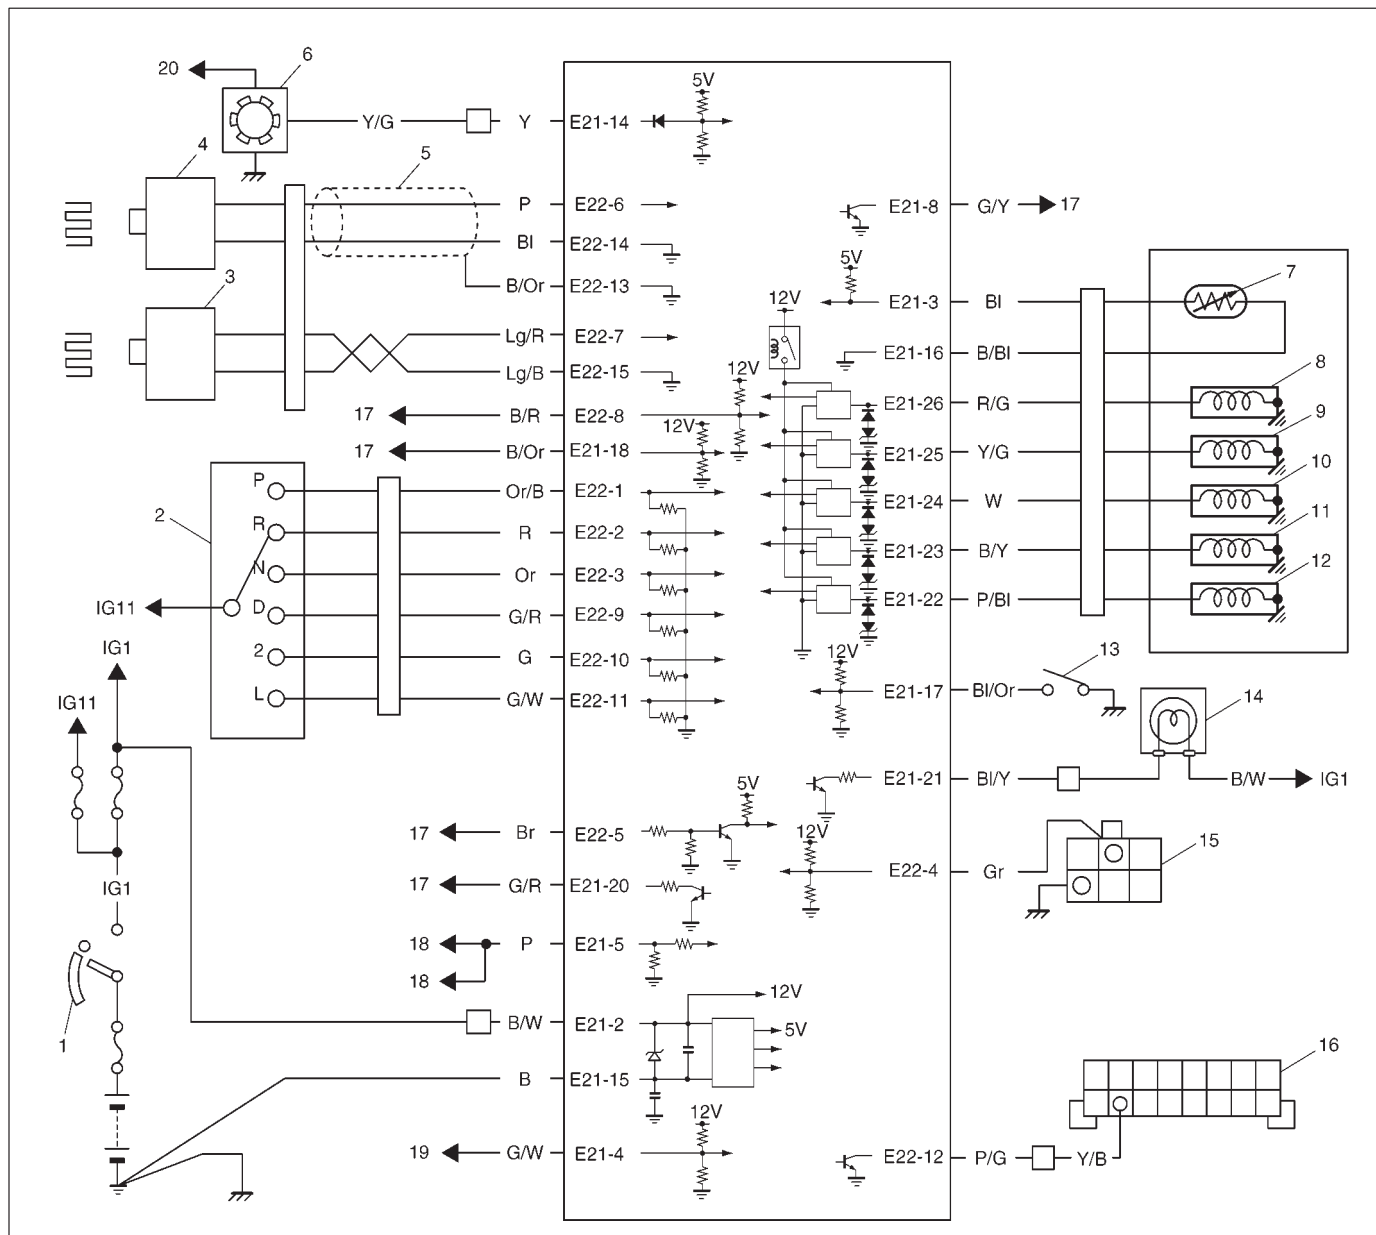 6
20
5V
Y/G Y E21-14
4 5
P E22-6
E21-8 G/Y 17
Bl E22-14
5V 7
3
B/Or E22-13
12V E21-3 Bl
Lg/R E22-7
E21-16 B/Bl
8
Lg/B E22-15
12V
E21-26 R/G
17 B/R E22-8
9
12V
17 B/Or E21-18
E21-25 Y/G
10
P
Or/B E22-1
E21-24 W
2 R
R E22-2
11
E21-23 B/Y
N
Or E22-3
12
IG11
D
G/R E22-9
E21-22 P/Bl
IG1
2
G E22-10
12V 13
IG11
L
G/W E22-11
E21-17 Bl/Or
14
5V
E21-21 Bl/Y B/W IG1
17 Br E22-5
12V
15
E22-4 Gr
IG1
17 G/R E21-20
18 P E21-5
18
12V
1
B/W E21-2
5V
16
B E21-15
12V
19 G/W E21-4
E22-12 P/G Y/B